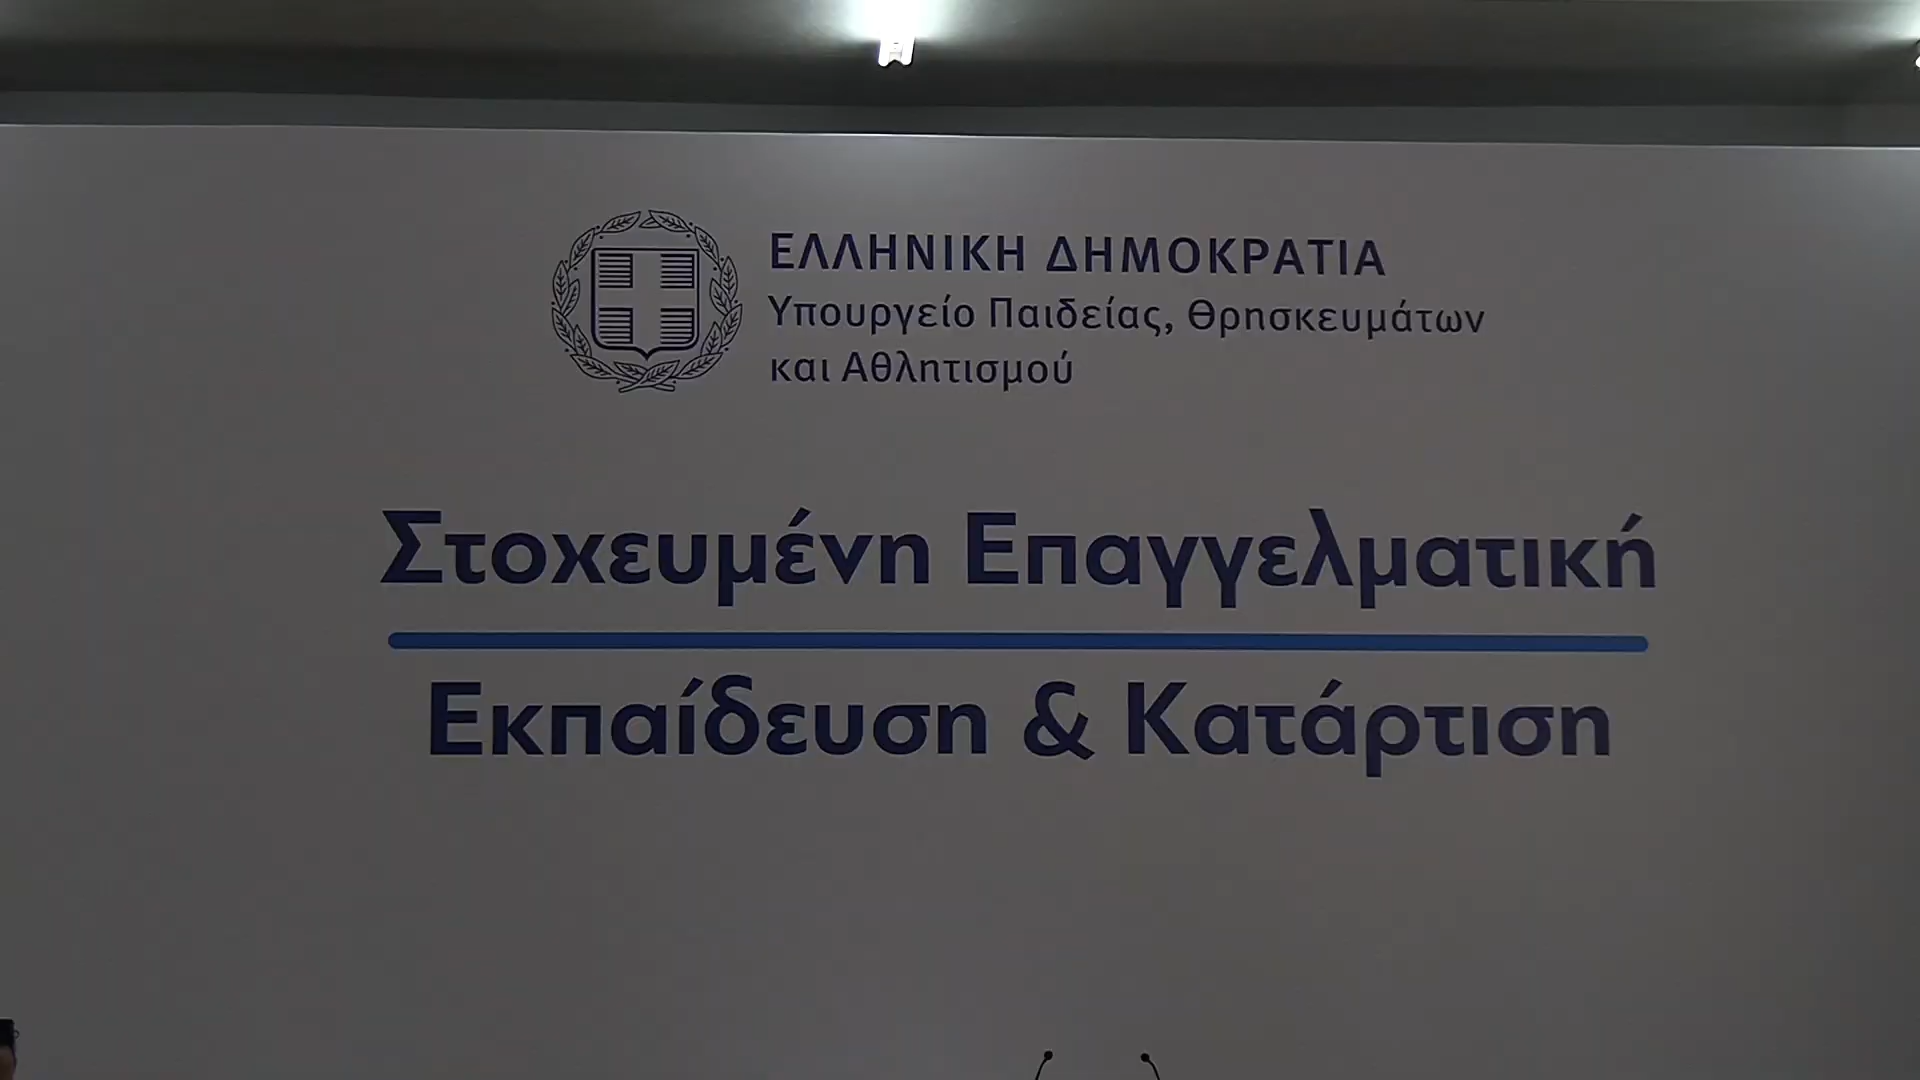 ΕΛΛΗΝΙΚΗ ΔΗΜΟΚΡΑΤΙΑ
Υπουργείο Παιδείας, Θρησκευμάτων
και Αθλητισμού
Στοχευμένη Επαγγελματική
Εκπαίδευση & Κατάρτιση